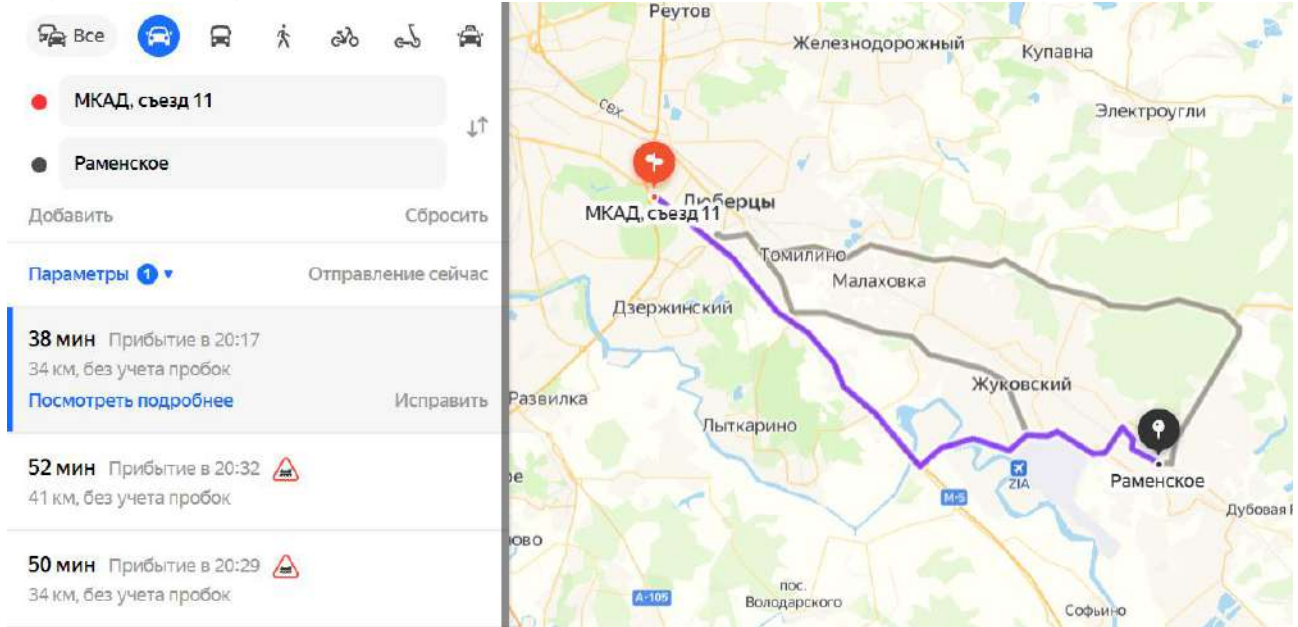 Все
МКАД, съезд 11
Раменское
Добавить
Сбросить
Параметры 1
Отправление сейчас
38 мин Прибытие в 20:17
34 км, без учета пробок
Посмотреть подробнее
Исправить
52 мин Прибытие в 20:32
41 км, без учета пробок
50 мин Прибытие в 20:29
34 км, без учета пробок
Реутов
Железнодорожный
Купавна
Электроугли
Люберцы
МКАД, съезд 11
Томилино
Малаховка
Дзержинский
Жуковский
Развилка
Лыткарино
ZIA
Раменское
М-5
Дубовая
А-105
пос.
Володарского
Софьино